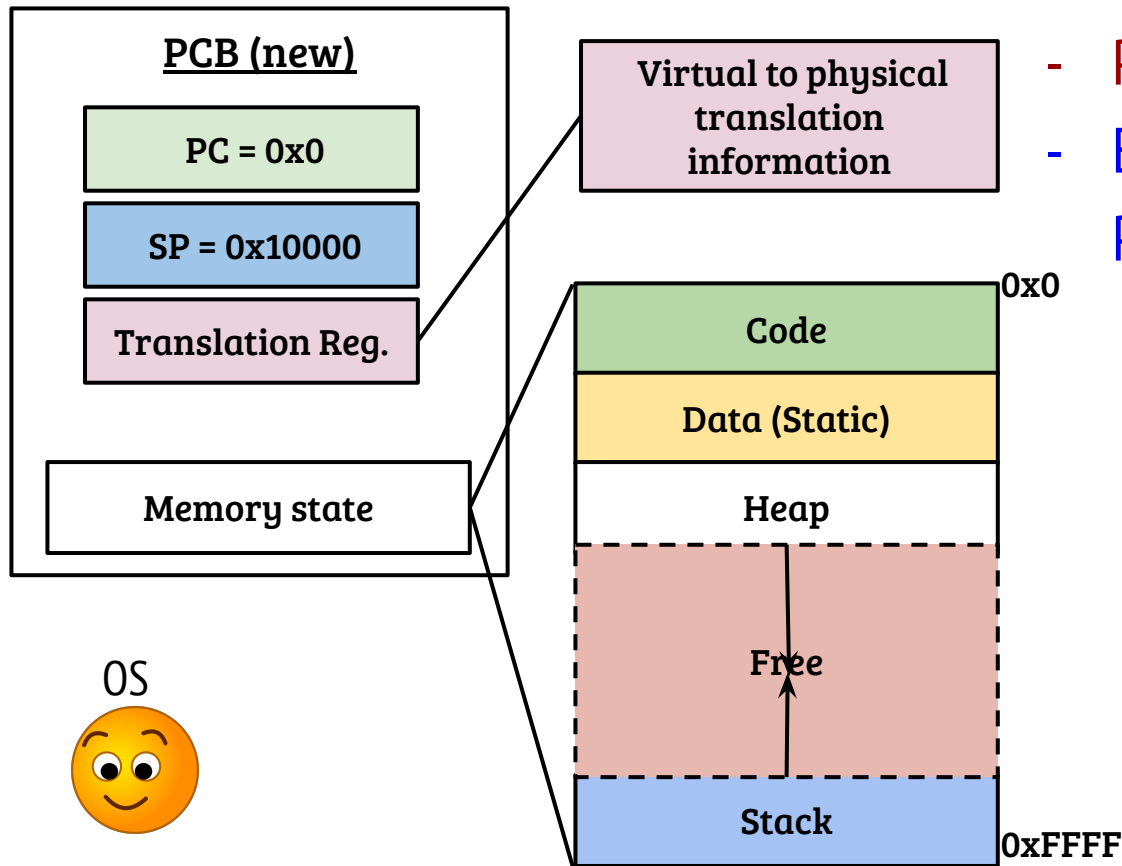 PCB (new)
PC = 0x0
SP = 0x10000
Translation Reg.
Memory state
OS
Virtual to physical
translation
information
0x0
Code
Data (Static)
Heap
Free
Stack
0xFFFF
-
-